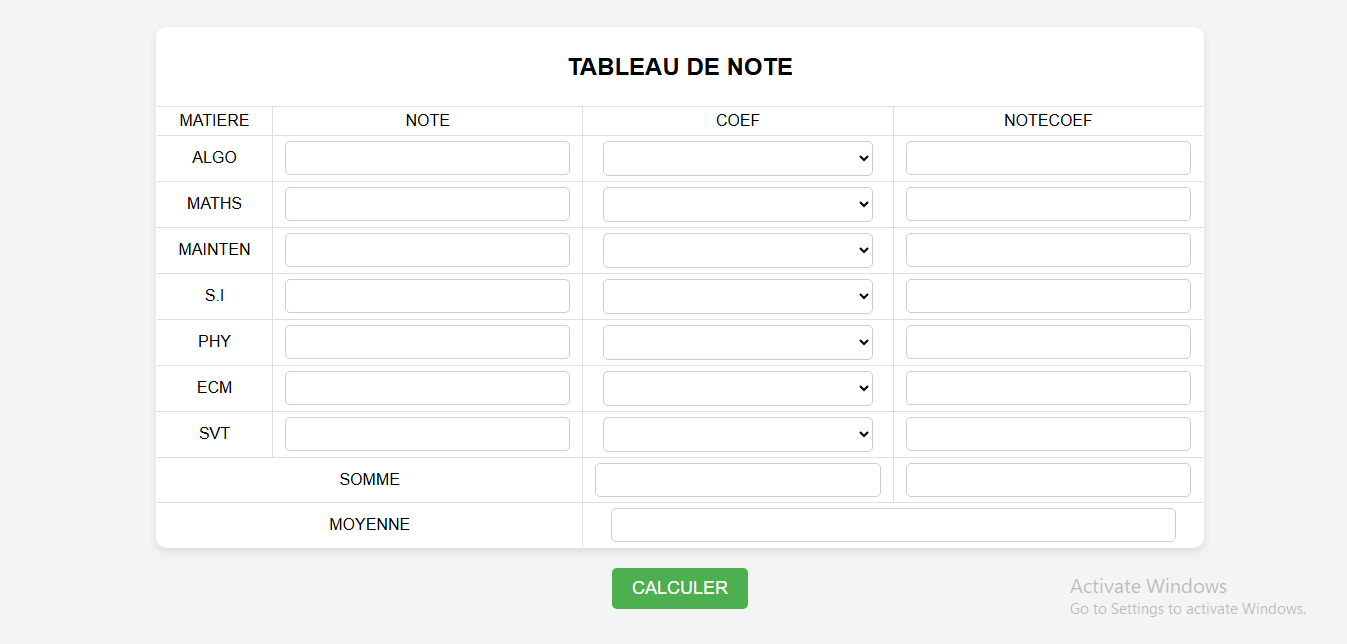 TABLEAU DE NOTE
MATIERE NOTE COEF NOTECOEF
ALGO
MATHS
MAINTEN
S.I
PHY
ECM
SVT
SOMME
MOYENNE
CALCULER
Activate Windows
Go to Settings to activate Windows.